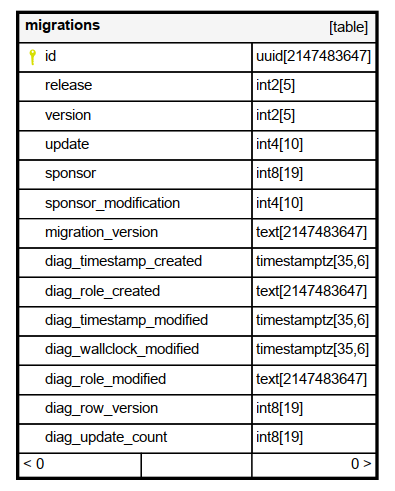 migrations [table]
id uuid[2147483647]
release int2[5]
version int2[5]
update int4[10]
sponsor int8[19]
sponsor_modification int4[10]
migration_version text[2147483647]
diag_timestamp_created timestamptz[35,6]
diag_role_created text[2147483647]
diag_timestamp_modified timestamptz[35,6]
diag_wallclock_modified timestamptz[35,6]
diag_role_modified text[2147483647]
diag_row_version int8[19]
diag_update_count int8[19]
< 0 0 >